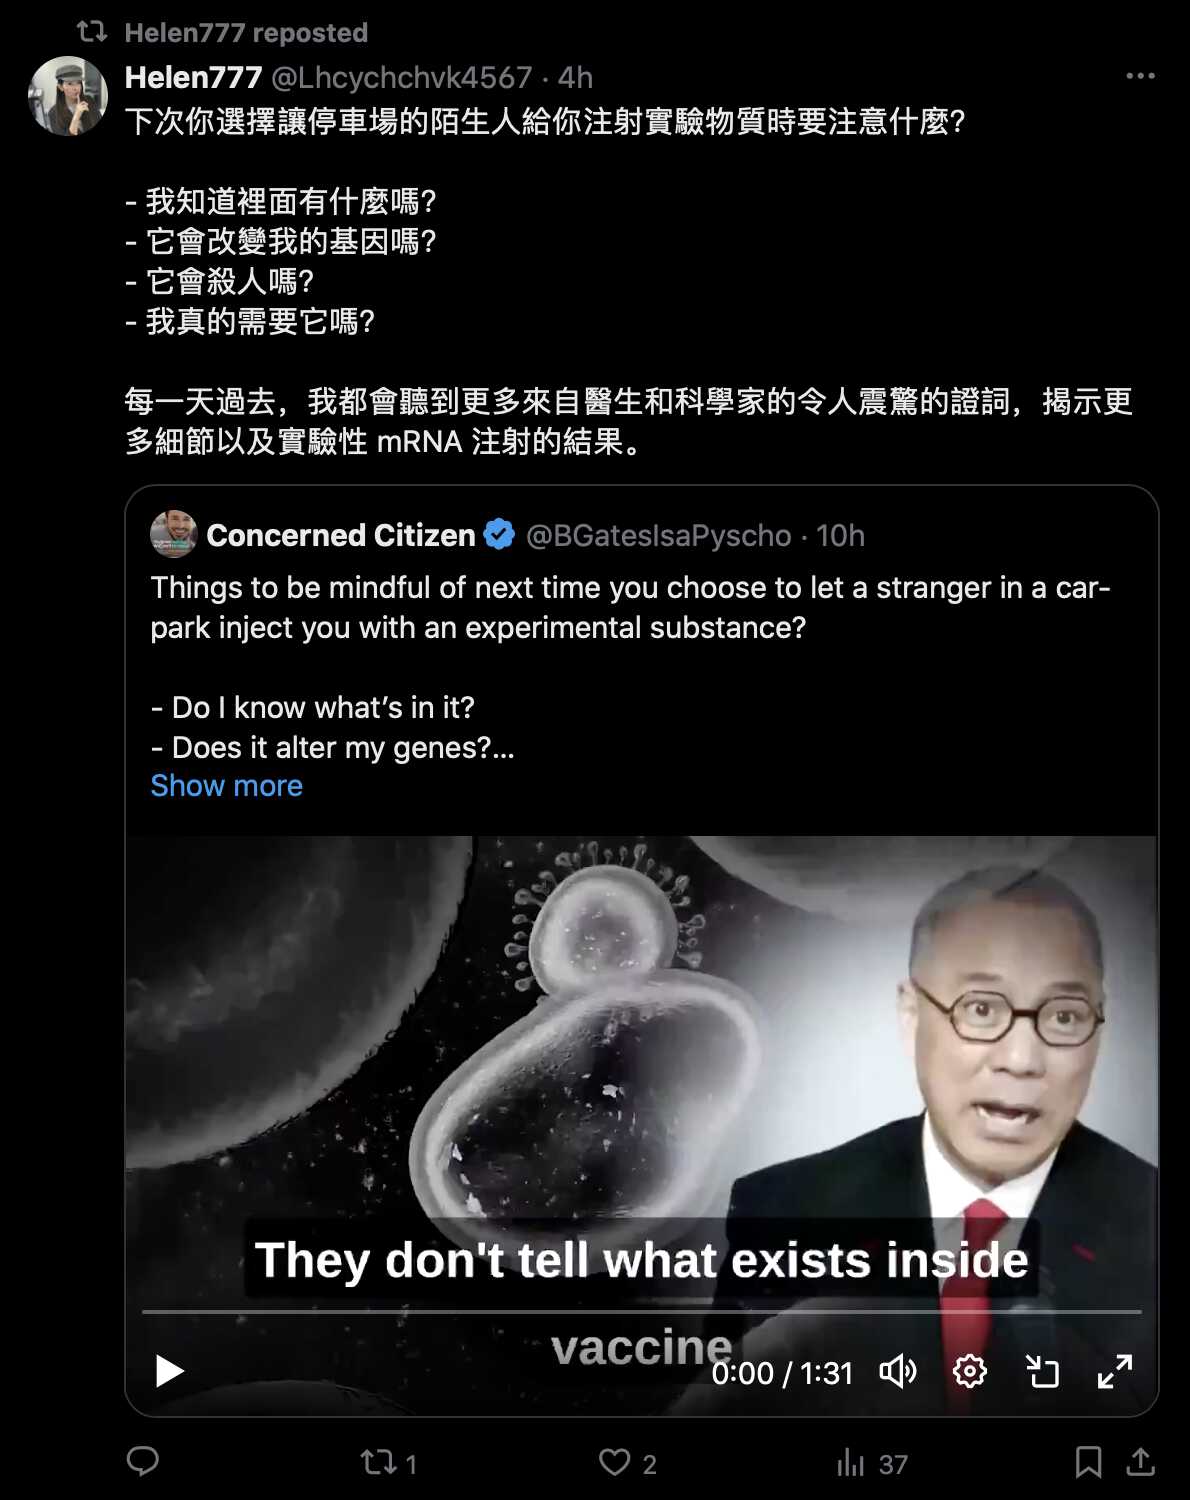 Helen777 reposted
Helen777 @Lhcychchvk4567 · 4h
下次你選擇讓停車場的陌生人給你注射實驗物質時要注意什麼?
- 我知道裡面有什麼嗎?
- 它會改變我的基因嗎?
- 它會殺人嗎?
- 我真的需要它嗎?
每一天過去，我都會聽到更多來自醫生和科學家的令人震驚的證詞，揭示更
多細節以及實驗性 mRNA 注射的結果。
Concerned Citizen @BGatesIsaPyscho · 10h
Things to be mindful of next time you choose to let a stranger in a car-
park inject you with an experimental substance?
- Do I know what’s in it?
- Does it alter my genes?...
Show more
They don't tell what exists inside
vaccine
0:00 / 1:31
1
2
37